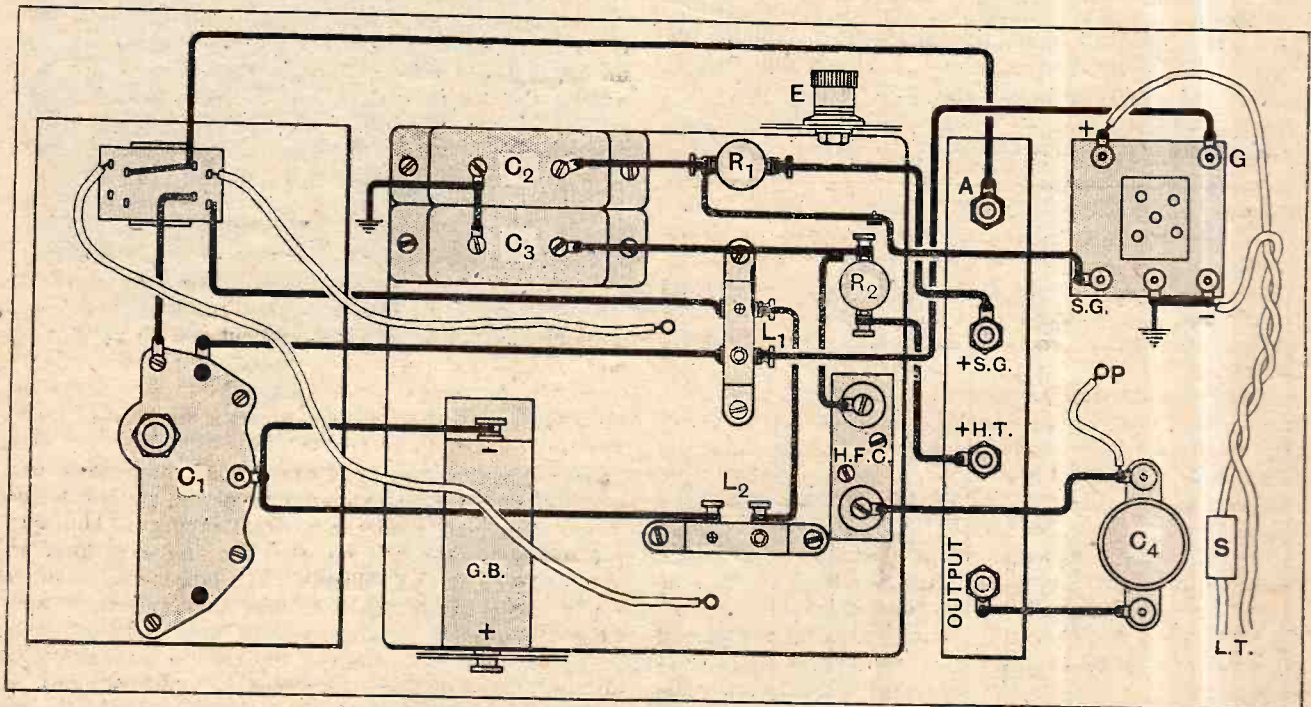 E
+
G
C2
R1
A
C3
R2
S.G.
-
L1
+S.G.
P
+H.T.
-
H.F.C.
C1
L2
C4
S
G.B.
OUTPUT
+
L.T.